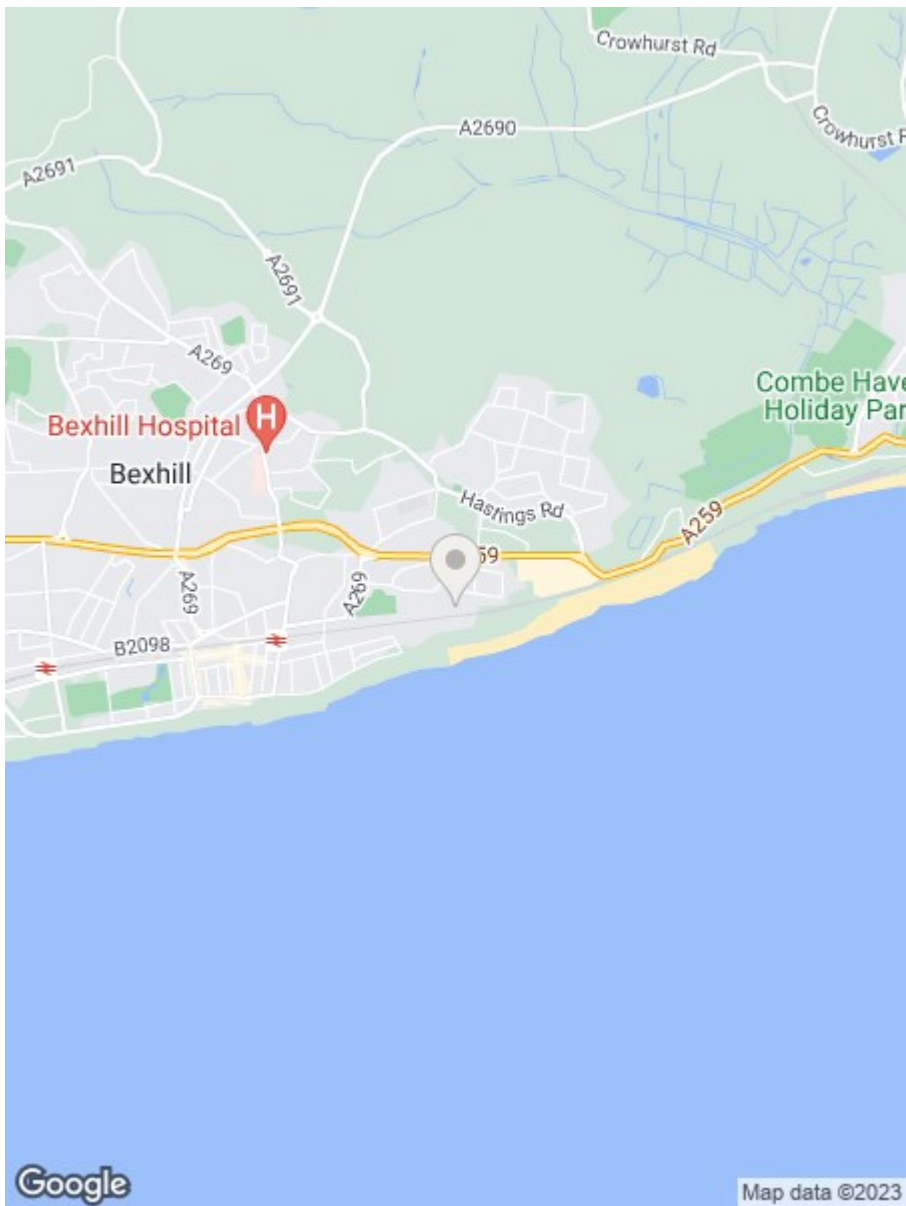 Crowhurst Rd
A2690
Crowhurst R
A2691
A2691
A269
Combe Have
Holiday Par
Bexhill Hospital
H
Bexhill
Hastings Rd
A259
59
A269
A269
B2098
Google
Map data ©2023